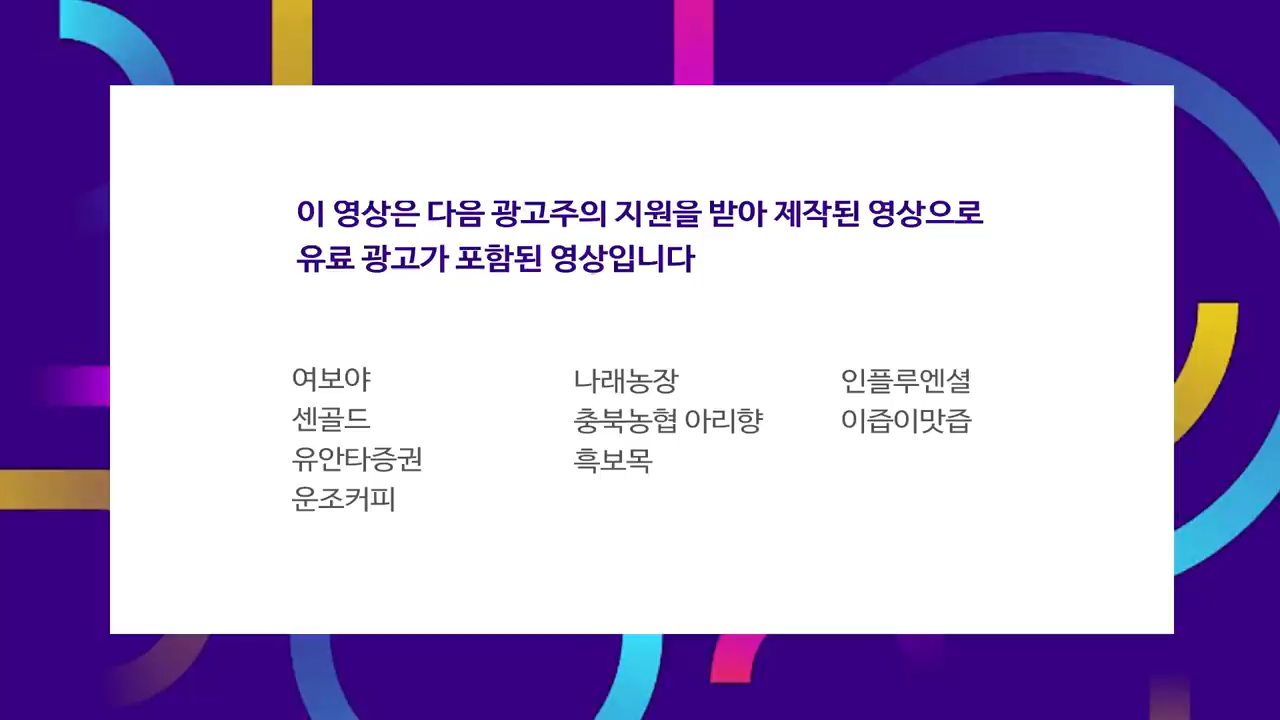 이 영상은 다음 광고주의 지원을 받아 제작된 영상으로
유료 광고가 포함된 영상입니다
여보야
센골드
유안타증권
운조커피
나래농장
충북농협 아리향
흑보목
인플루엔셜
이즙이맛즙